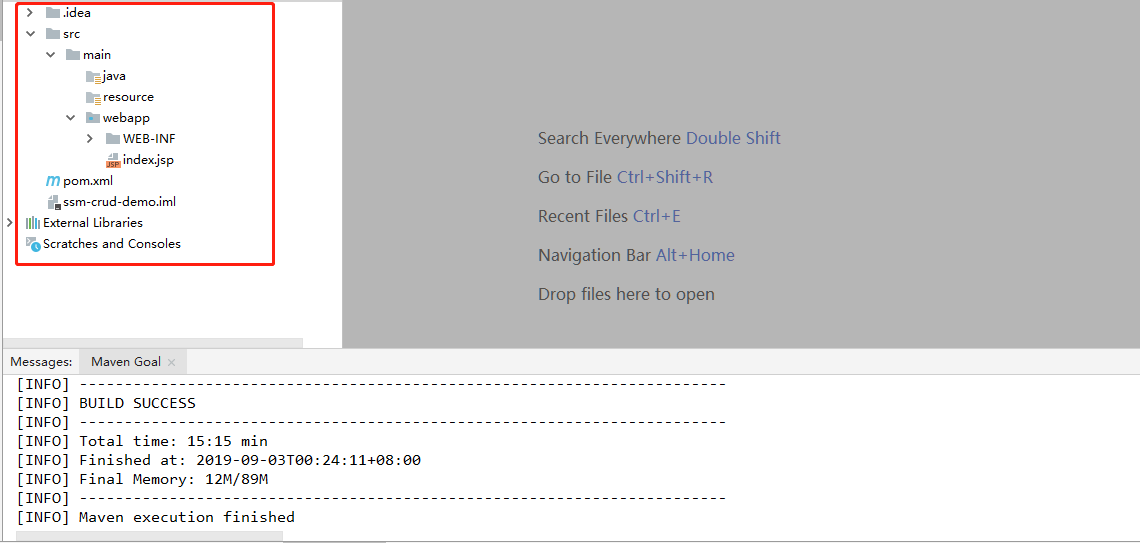 .idea
src
main
java
resource
webapp
WEB-INF
JSP index.jsp
m pom.xml
ssm-crud-demo.iml
External Libraries
Scratches and Consoles
Search Everywhere Double Shift
Go to File Ctrl+Shift+R
Recent Files Ctrl+E
Navigation Bar Alt+Home
Drop files here to open
Messages: Maven Goal ×
[INFO] ------------------------------------------------------------------------
[INFO] BUILD SUCCESS
[INFO] ------------------------------------------------------------------------
[INFO] Total time: 15:15 min
[INFO] Finished at: 2019-09-03T00:24:11+08:00
[INFO] Final Memory: 12M/89M
[INFO] ------------------------------------------------------------------------
[INFO] Maven execution finished